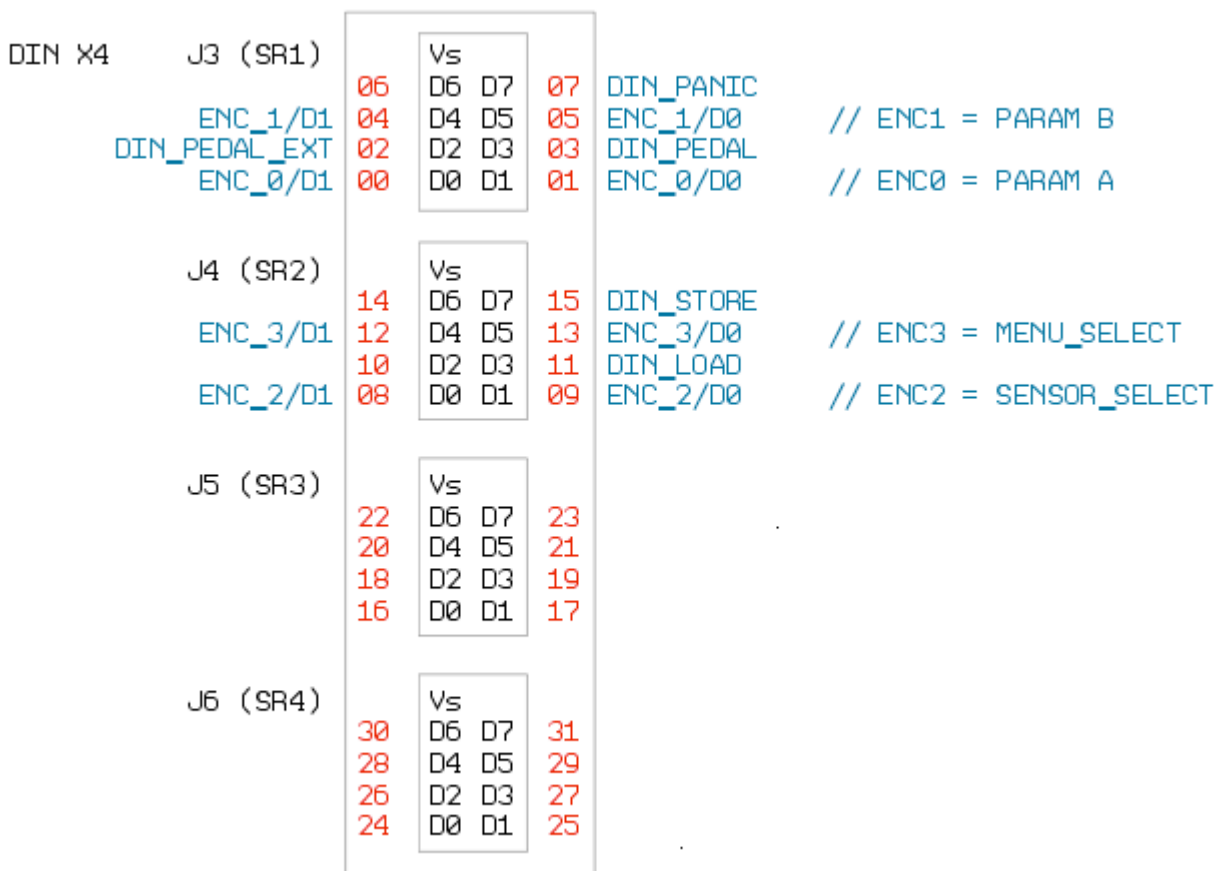 DIN X4 J3 (SR1) Vs
06 D6 D7 07 DIN_PANIC
ENC_1/D1 04 D4 D5 05 ENC_1/D0 // ENC1 = PARAM B
DIN_PEDAL_EXT 02 D2 D3 03 DIN_PEDAL
ENC_0/D1 00 D0 D1 01 ENC_0/D0 // ENC0 = PARAM A
J4 (SR2) Vs
14 D6 D7 15 DIN_STORE
ENC_3/D1 12 D4 D5 13 ENC_3/D0 // ENC3 = MENU_SELECT
10 D2 D3 11 DIN_LOAD
ENC_2/D1 08 D0 D1 09 ENC_2/D0 // ENC2 = SENSOR_SELECT
J5 (SR3) Vs
22 D6 D7 23
20 D4 D5 21
18 D2 D3 19
16 D0 D1 17
J6 (SR4) Vs
30 D6 D7 31
28 D4 D5 29
26 D2 D3 27
24 D0 D1 25